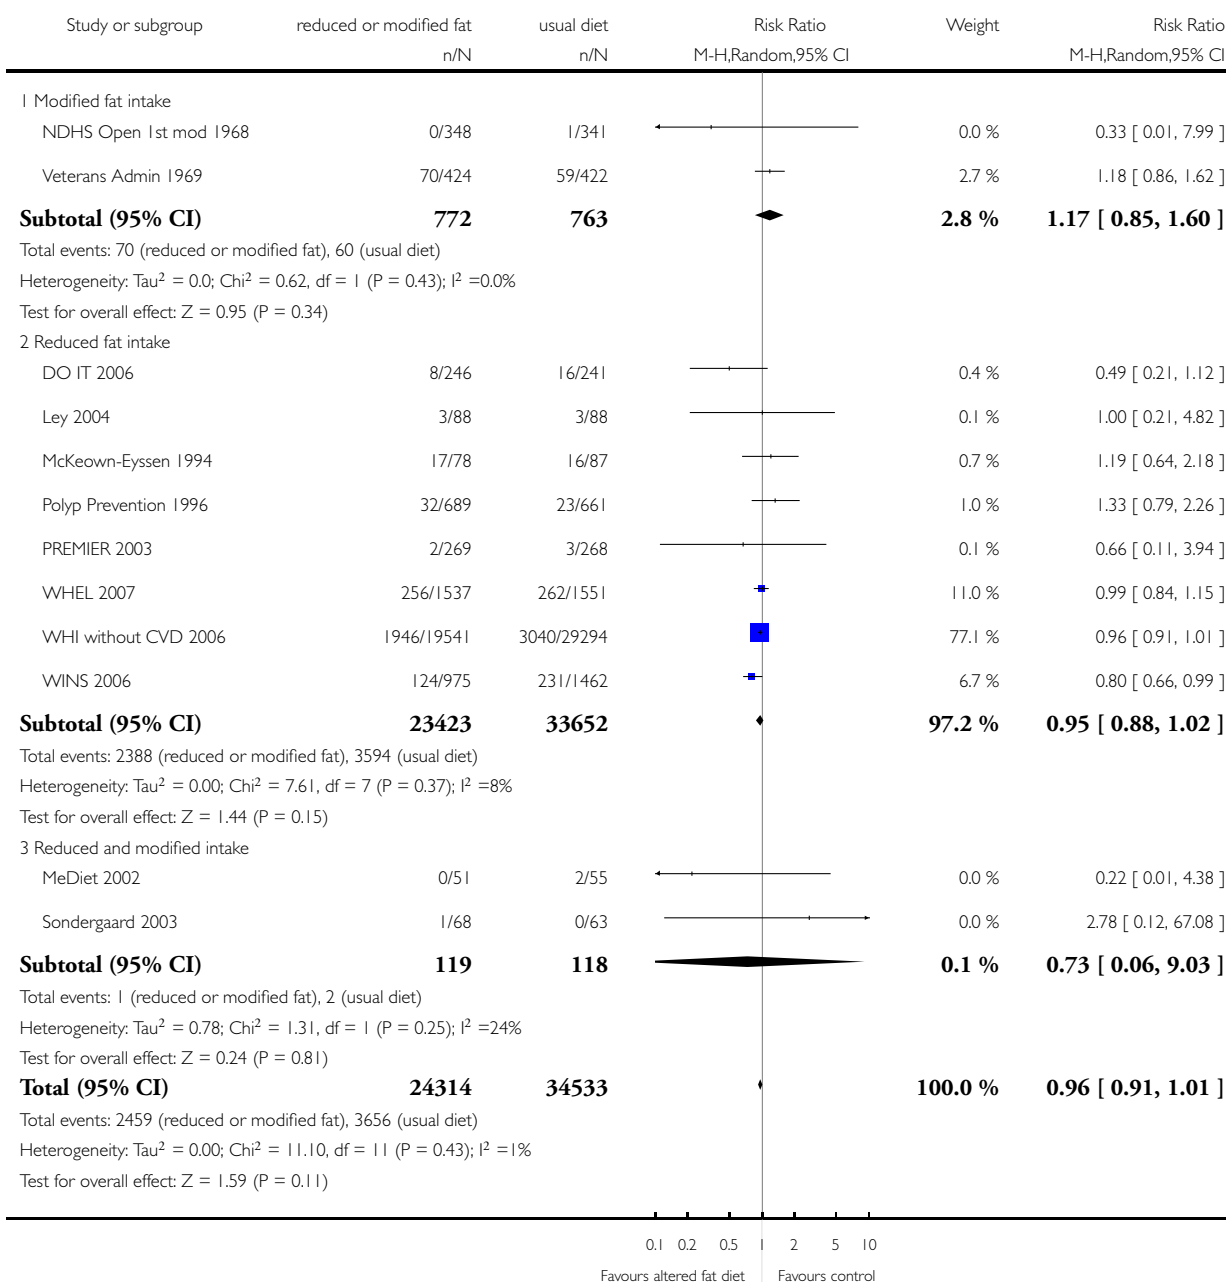 Study or subgroup reduced or modified fat usual diet Risk Ratio Weight Risk Ratio
n/N n/N M-H,Random,95% CI M-H,Random,95% CI
1 Modified fat intake
NDHS Open 1st mod 1968 0/348 1/341 0.0 % 0.33 [ 0.01, 7.99 ]
Veterans Admin 1969 70/424 59/422 2.7 % 1.18 [ 0.86, 1.62 ]
Subtotal (95% CI) 772 763 2.8 % 1.17 [ 0.85, 1.60 ]
Total events: 70 (reduced or modified fat), 60 (usual diet)
Heterogeneity: Tau² = 0.0; Chi² = 0.62, df = 1 (P = 0.43); I² =0.0%
Test for overall effect: Z = 0.95 (P = 0.34)
2 Reduced fat intake
DO IT 2006 8/246 16/241 0.4 % 0.49 [ 0.21, 1.12 ]
Ley 2004 3/88 3/88 0.1 % 1.00 [ 0.21, 4.82 ]
McKeown-Eyssen 1994 17/78 16/87 0.7 % 1.19 [ 0.64, 2.18 ]
Polyp Prevention 1996 32/689 23/661 1.0 % 1.33 [ 0.79, 2.26 ]
PREMIER 2003 2/269 3/268 0.1 % 0.66 [ 0.11, 3.94 ]
WHEL 2007 256/1537 262/1551 11.0 % 0.99 [ 0.84, 1.15 ]
WHI without CVD 2006 1946/19541 3040/29294 77.1 % 0.96 [ 0.91, 1.01 ]
WINS 2006 124/975 231/1462 6.7 % 0.80 [ 0.66, 0.99 ]
Subtotal (95% CI) 23423 33652 97.2 % 0.95 [ 0.88, 1.02 ]
Total events: 2388 (reduced or modified fat), 3594 (usual diet)
Heterogeneity: Tau² = 0.00; Chi² = 7.61, df = 7 (P = 0.37); I² =8%
Test for overall effect: Z = 1.44 (P = 0.15)
3 Reduced and modified intake
MeDiet 2002 0/51 2/55 0.0 % 0.22 [ 0.01, 4.38 ]
Sondergaard 2003 1/68 0/63 0.0 % 2.78 [ 0.12, 67.08 ]
Subtotal (95% CI) 119 118 0.1 % 0.73 [ 0.06, 9.03 ]
Total events: 1 (reduced or modified fat), 2 (usual diet)
Heterogeneity: Tau² = 0.78; Chi² = 1.31, df = 1 (P = 0.25); I² =24%
Test for overall effect: Z = 0.24 (P = 0.81)
Total (95% CI) 24314 34533 100.0 % 0.96 [ 0.91, 1.01 ]
Total events: 2459 (reduced or modified fat), 3656 (usual diet)
Heterogeneity: Tau² = 0.00; Chi² = 11.10, df = 11 (P = 0.43); I² =1%
Test for overall effect: Z = 1.59 (P = 0.11)
0.1 0.2 0.5 1 2 5 10
Favours altered fat diet Favours control